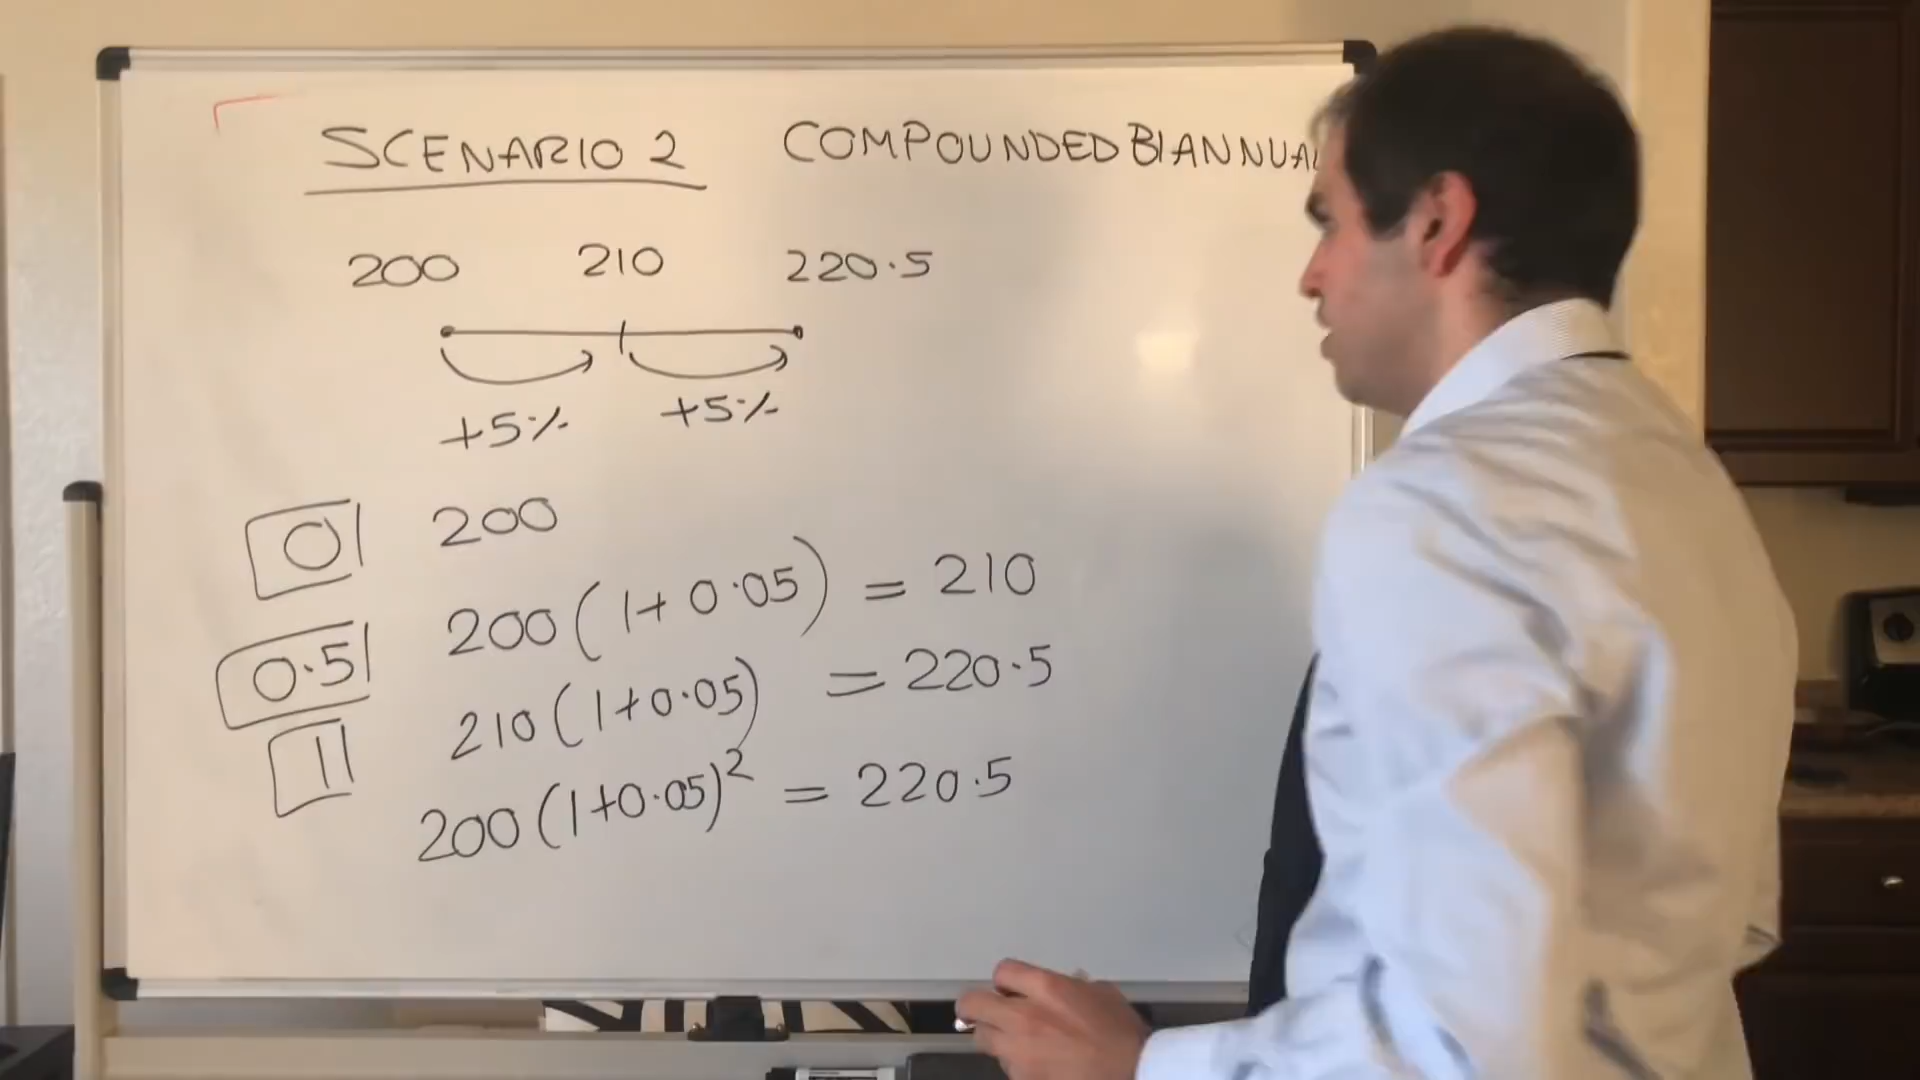 SCENARIO 2 COMPOUNDED BIANNUAL
200 210 220.5
+5% +5%
0 200
0.5 200(1+0.05) = 210
1 210(1+0.05) = 220.5
200(1+0.05)² = 220.5